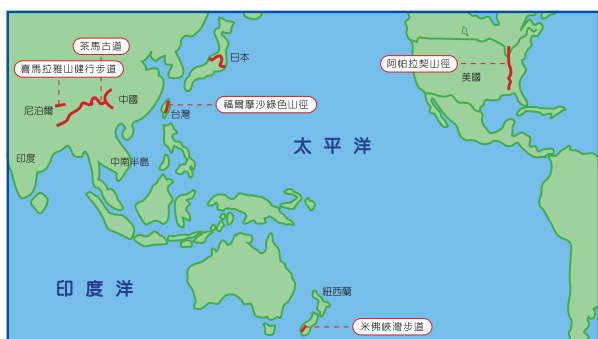 茶馬古道
喜馬拉雅山健行步道
日本
阿帕拉契山徑
美國
尼泊爾
中國
福爾摩沙綠色山徑
台灣
太平洋
印度
中南半島
印度洋
紐西蘭
米佛峽灣步道